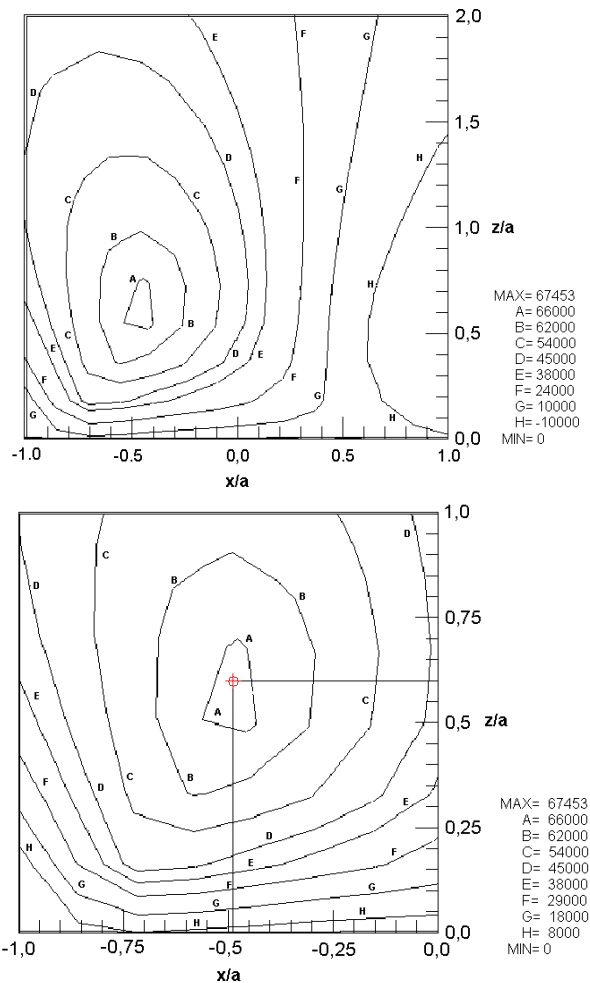 E F G 2,0
D
1,5
D H
F G
C C
1,0 z/a
B
A H
MAX= 67453
A= 66000
B= 62000
C= 54000
D= 45000
E= 38000
F= 24000
G= 10000
H= -10000
MIN= 0
B
C 0,5
E D E
F F
G G
H
0,0
-1.0 -0.5 0,0 0.5 1.0
x/a
1,0
D
C
B
D B
0,75
A
E
A C 0,5 z/a
F
C B
D
G E
MAX= 67453
A= 66000
B= 62000
C= 54000
D= 45000
E= 38000
F= 29000
G= 18000
H= 8000
MIN= 0
D 0,25
H E F
G F G
G
H H
0,0
-1,0 -0,75 -0,5 -0,25 0,0
x/a